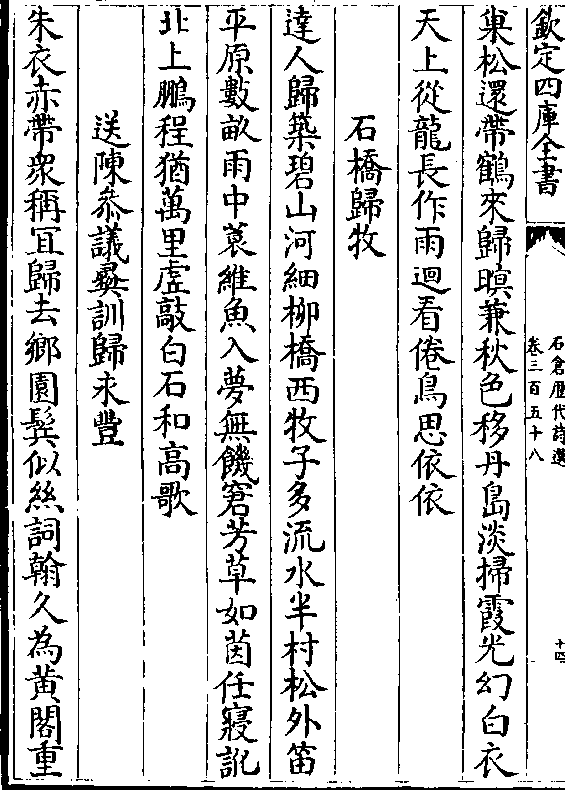 欽定四庫全書
石倉歷代詩選
卷三百五十八
十四
巢松還帶鶴來歸暝兼秋色移丹島淡掃霞光幻白衣
天上從龍長作雨迴看倦鳥思依依
石橋歸牧
達人歸築碧山河細柳橋西牧子多流水半村松外笛
平原數畝雨中蓑維魚入夢無饑窘芳草如茵任寢訛
北上鵬程猶萬里虛敲白石和高歌
送陳叅議彞訓歸永豐
朱衣赤帶衆稱宜歸去鄉園鬂似絲詞翰久為黃閣重